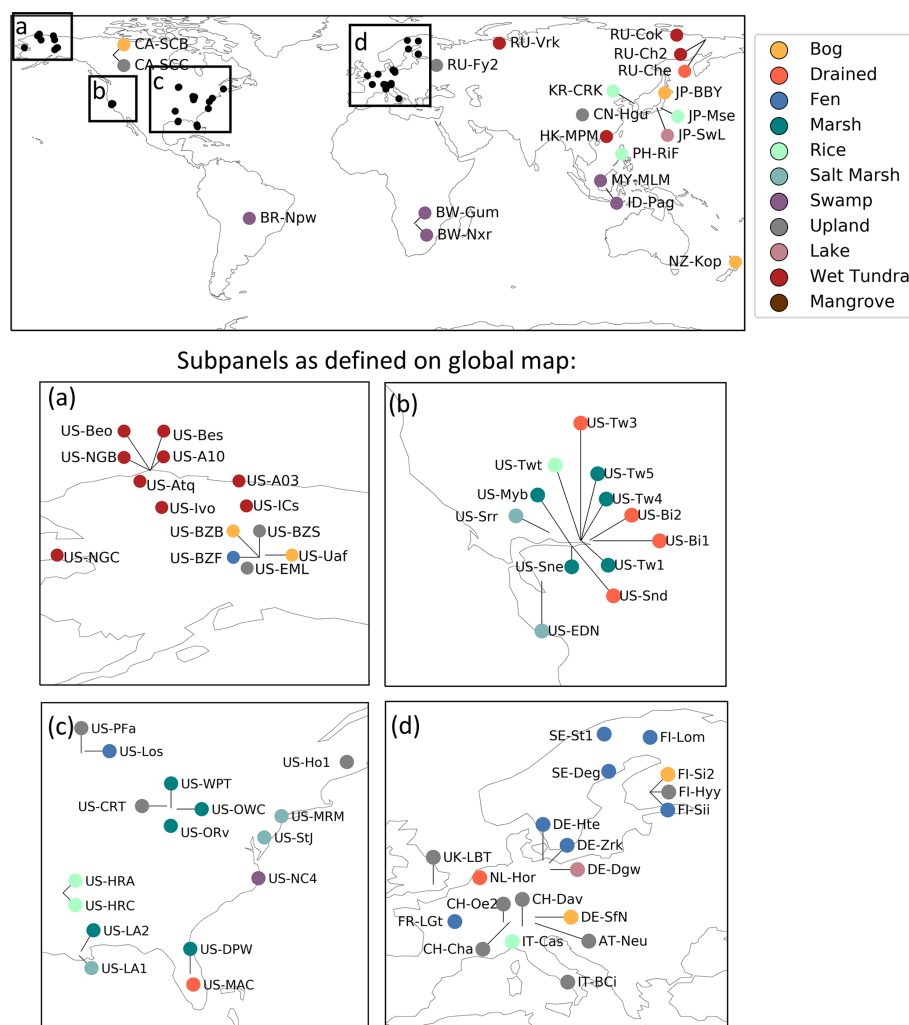 a
CA-SCB
CA-SCC
b
c
d
RU-Vrk
RU-Fy2
RU-Cok
RU-Ch2
RU-Che
KR-CRK
JP-BBY
CN-Hgu
JP-Mse
HK-MPM
JP-SwL
PH-RiF
MY-MLM
ID-Pag
BR-Npw
BW-Gum
BW-Nxr
NZ-Kop
Bog
Drained
Fen
Marsh
Rice
Salt Marsh
Swamp
Upland
Lake
Wet Tundra
Mangrove
Subpanels as defined on global map:
(a)
US-Beo
US-Bes
US-NGB
US-A10
US-Atq
US-A03
US-Ivo
US-ICs
US-BZB
US-BZS
US-BZF
US-Uaf
US-EML
US-NGC
(b)
US-Tw3
US-Twt
US-Tw5
US-Myb
US-Tw4
US-Srr
US-Bi2
US-Bi1
US-Sne
US-Tw1
US-Snd
US-EDN
(c)
US-PFa
US-Los
US-Ho1
US-WPT
US-CRT
US-OWC
US-MRM
US-ORv
US-StJ
US-HRA
US-NC4
US-HRC
US-LA2
US-DPW
US-LA1
US-MAC
(d)
SE-St1
FI-Lom
SE-Deg
FI-Si2
FI-Hyy
FI-Sii
DE-Hte
DE-Zrk
UK-LBT
DE-Dgw
NL-Hor
CH-Oe2
CH-Dav
FR-LGt
DE-SfN
CH-Cha
IT-Cas
AT-Neu
IT-BCi